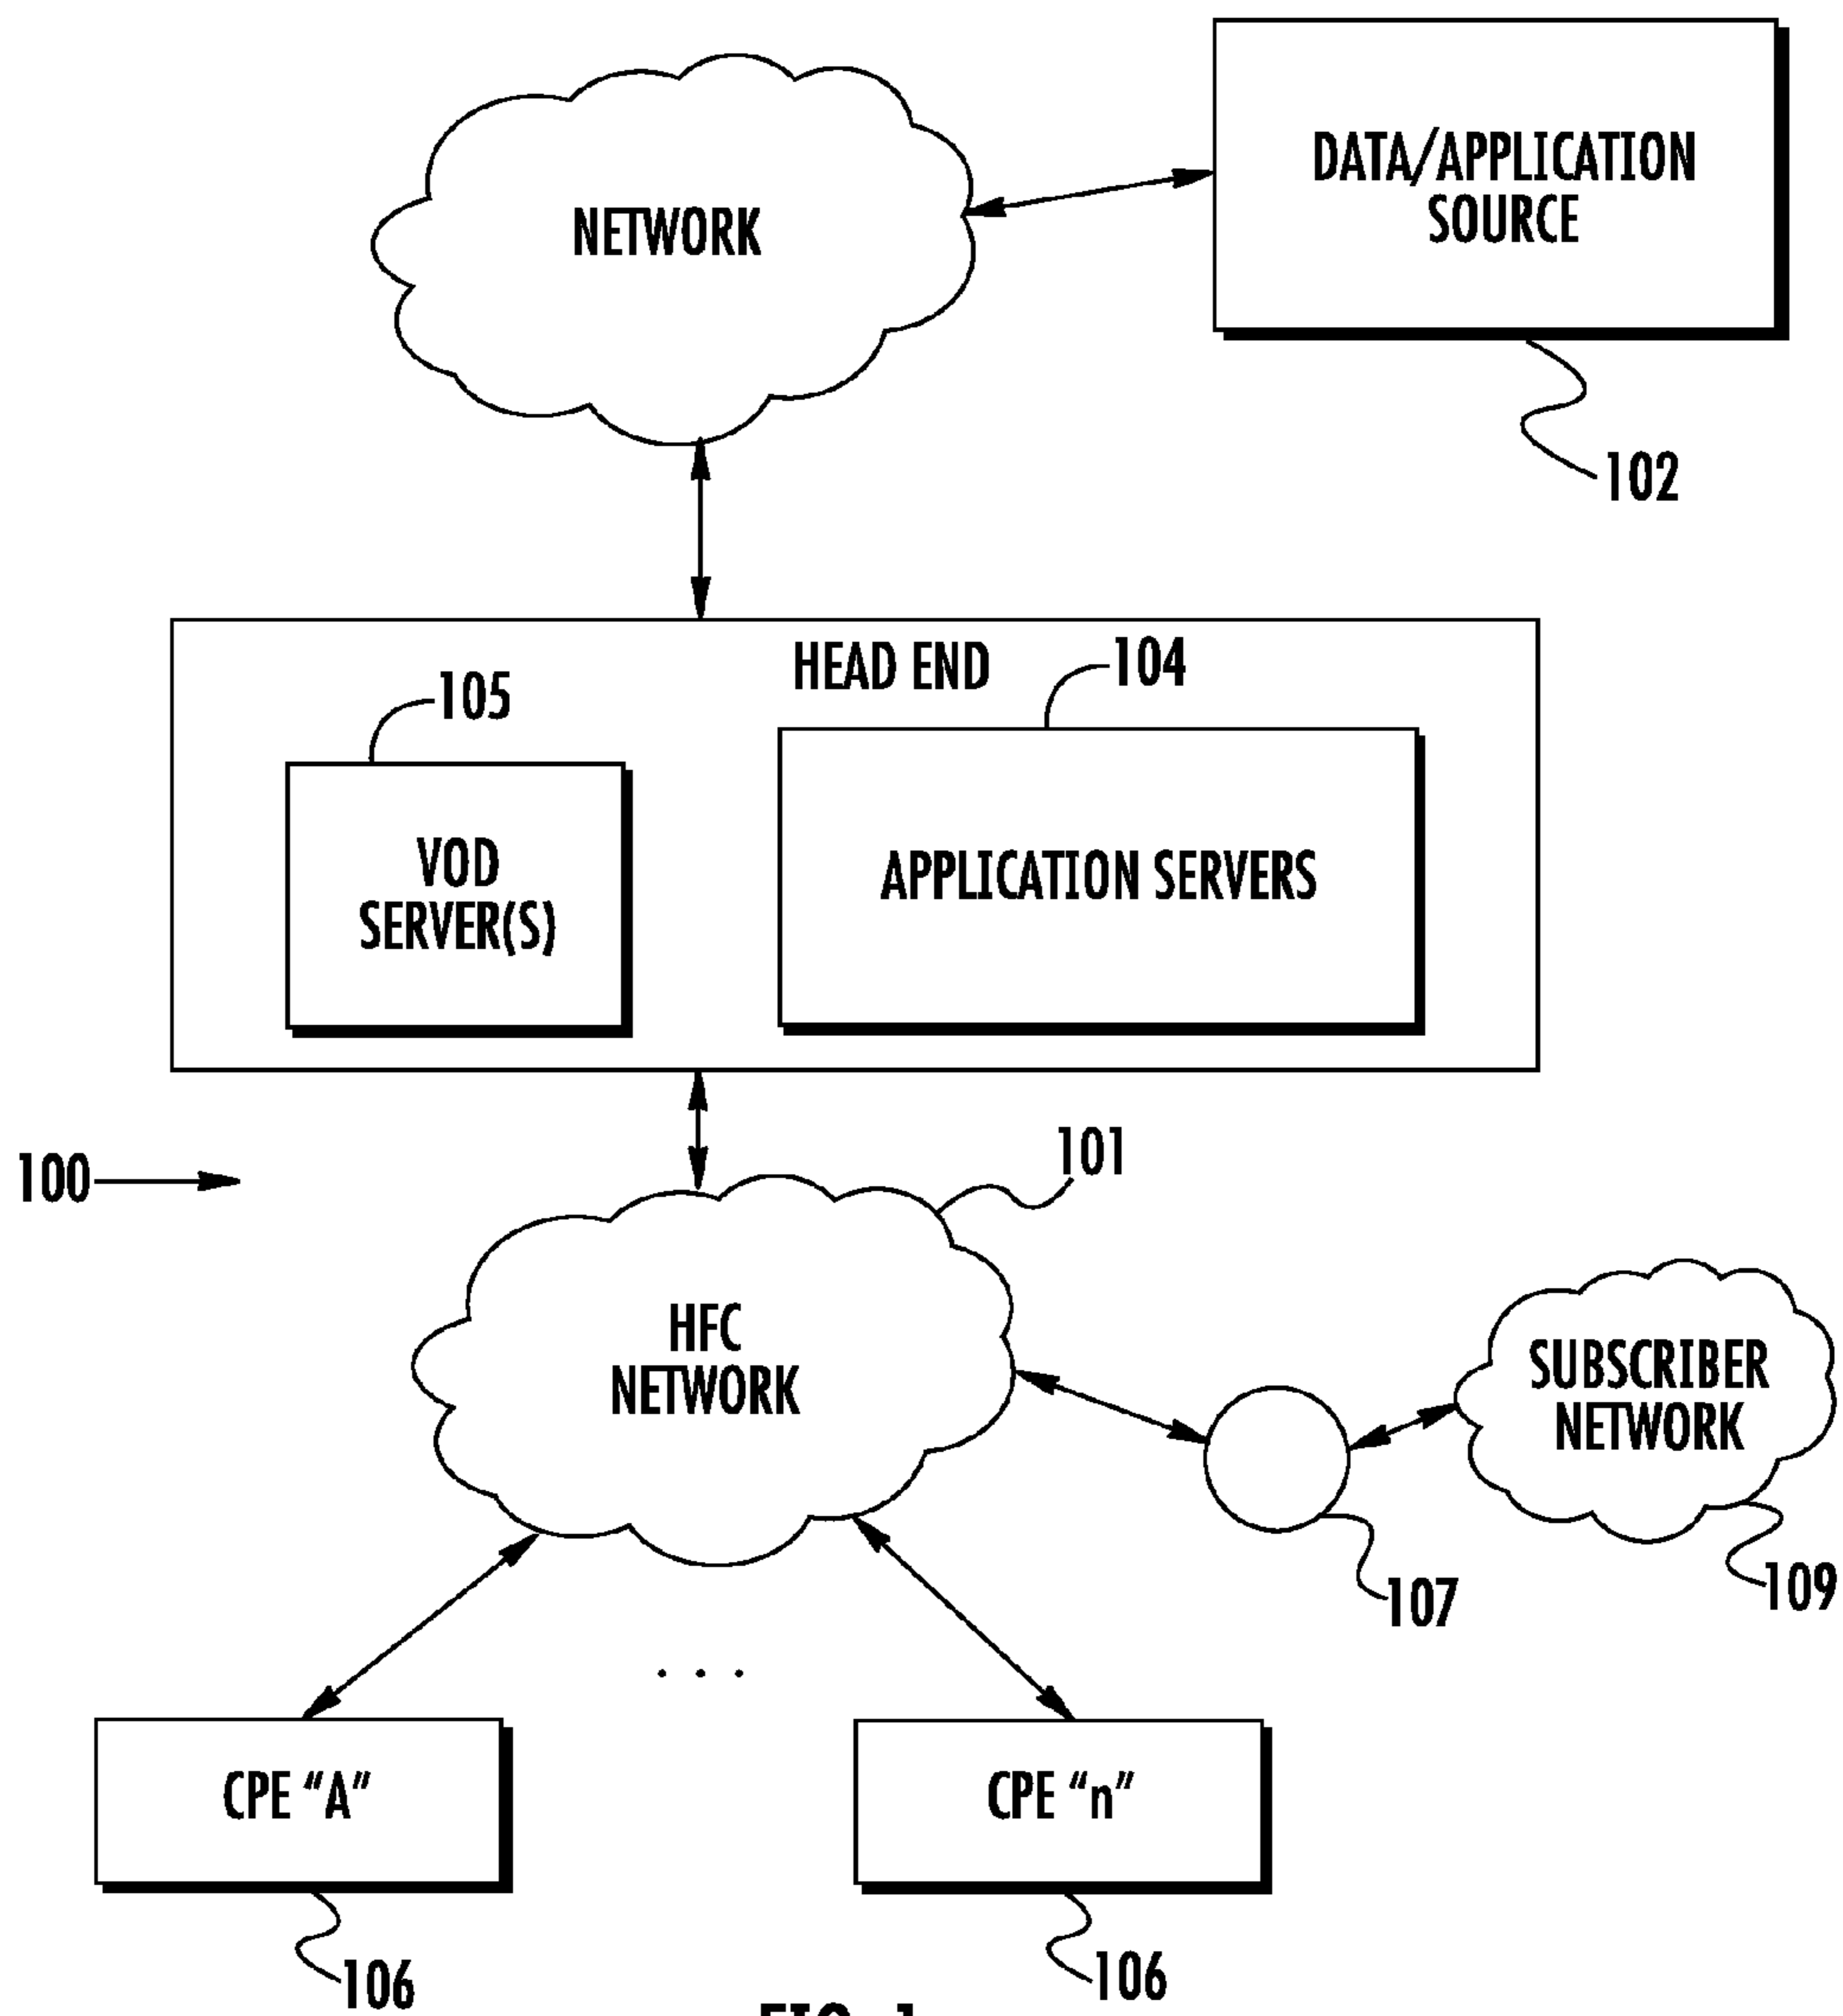 DATA/APPLICATION
SOURCE
NETWORK
102
HEAD END
104
105
VOD
SERVER(S)
APPLICATION SERVERS
100
101
HFC
NETWORK
SUBSCRIBER
NETWORK
107
109
. . .
CPE “A”
CPE “n”
106
106